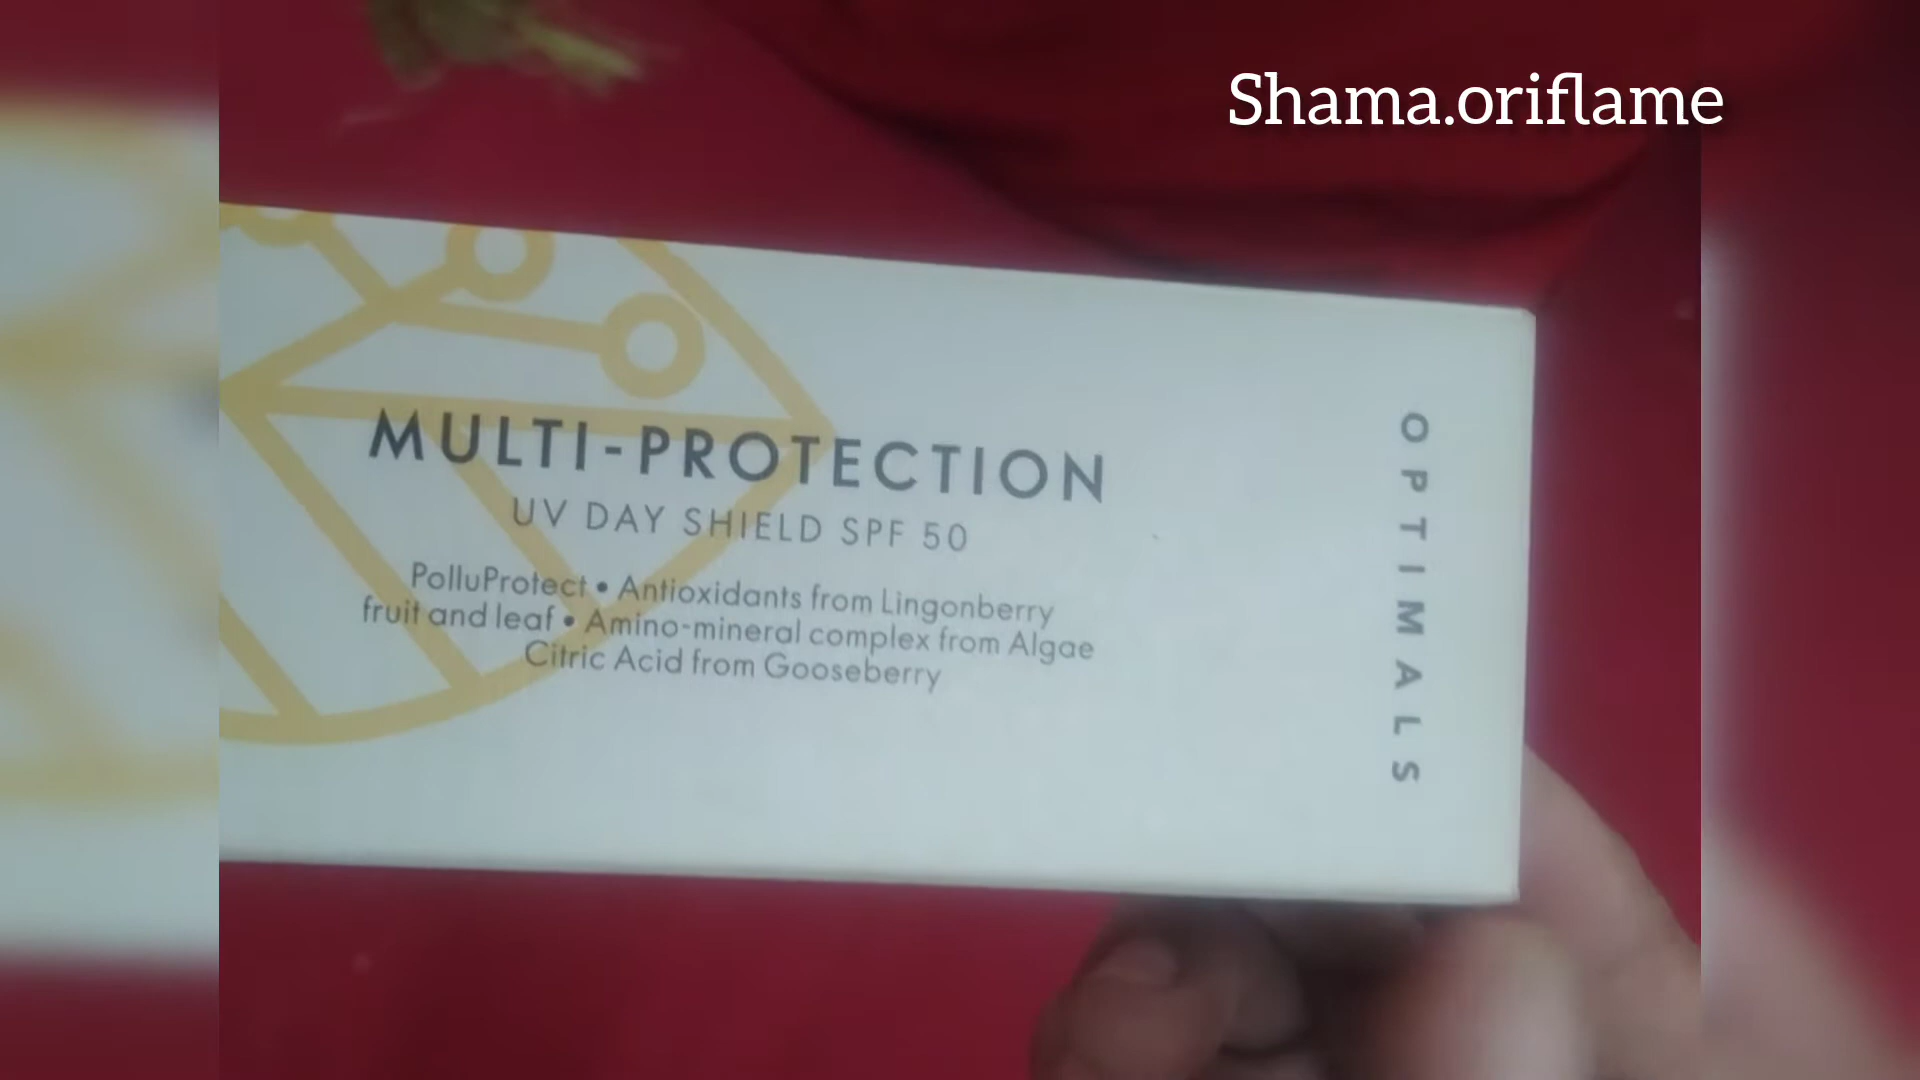 Shama.oriflame
MULTI-PROTECTION
UV DAY SHIELD SPF 50
PolluProtect • Antioxidants from Lingonberry
fruit and leaf • Amino-mineral complex from Algae
Citric Acid from Gooseberry
OPTIMALS